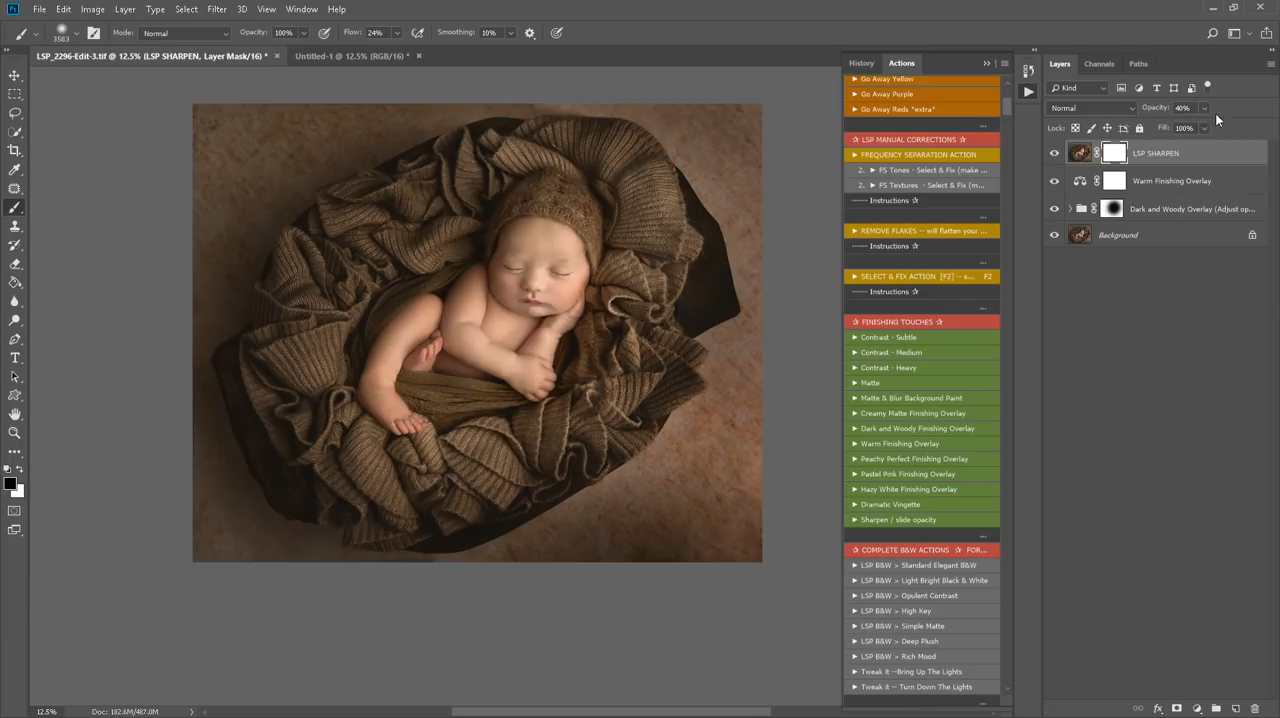 Ps File Edit Image Layer Type Select Filter 3D View Window Help
3583 Mode: Normal Opacity: 100% Flow: 24% Smoothing: 10%
LSP_2296-Edit-3.tif @ 12.5% (LSP SHARPEN, Layer Mask/16) * × Untitled-1 @ 12.5% (RGB/16) * ×
History Actions
Go Away Yellow
Go Away Purple
Go Away Reds *extra*
...
☆ LSP MANUAL CORRECTIONS ☆
FREQUENCY SEPARATION ACTION
2. ► FS Tones - Select & Fix (make ...
2. ► FS Textures - Select & Fix (m...
------ Instructions ☆
...
REMOVE FLAKES -- will flatten your ...
------ Instructions ☆
...
SELECT & FIX ACTION [F2] -- s... F2
------ Instructions ☆
...
☆ FINISHING TOUCHES ☆
Contrast - Subtle
Contrast - Medium
Contrast - Heavy
Matte
Matte & Blur Background Paint
Creamy Matte Finishing Overlay
Dark and Woody Finishing Overlay
Warm Finishing Overlay
Peachy Perfect Finishing Overlay
Pastel Pink Finishing Overlay
Hazy White Finishing Overlay
Dramatic Vingette
Sharpen / slide opacity
...
☆ COMPLETE B&W ACTIONS ☆ FOR...
LSP B&W > Standard Elegant B&W
LSP B&W > Light Bright Black & White
LSP B&W > Opulent Contrast
LSP B&W > High Key
LSP B&W > Simple Matte
LSP B&W > Deep Plush
LSP B&W > Rich Mood
Tweak it --Bring Up The Lights
Tweak it -- Turn Down The Lights
...
Layers Channels Paths
Kind
Normal Opacity: 40%
Lock: Fill: 100%
LSP SHARPEN
Warm Finishing Overlay
Dark and Woody Overlay (Adjust op...
Background
12.5% Doc: 182.6M/487.0M